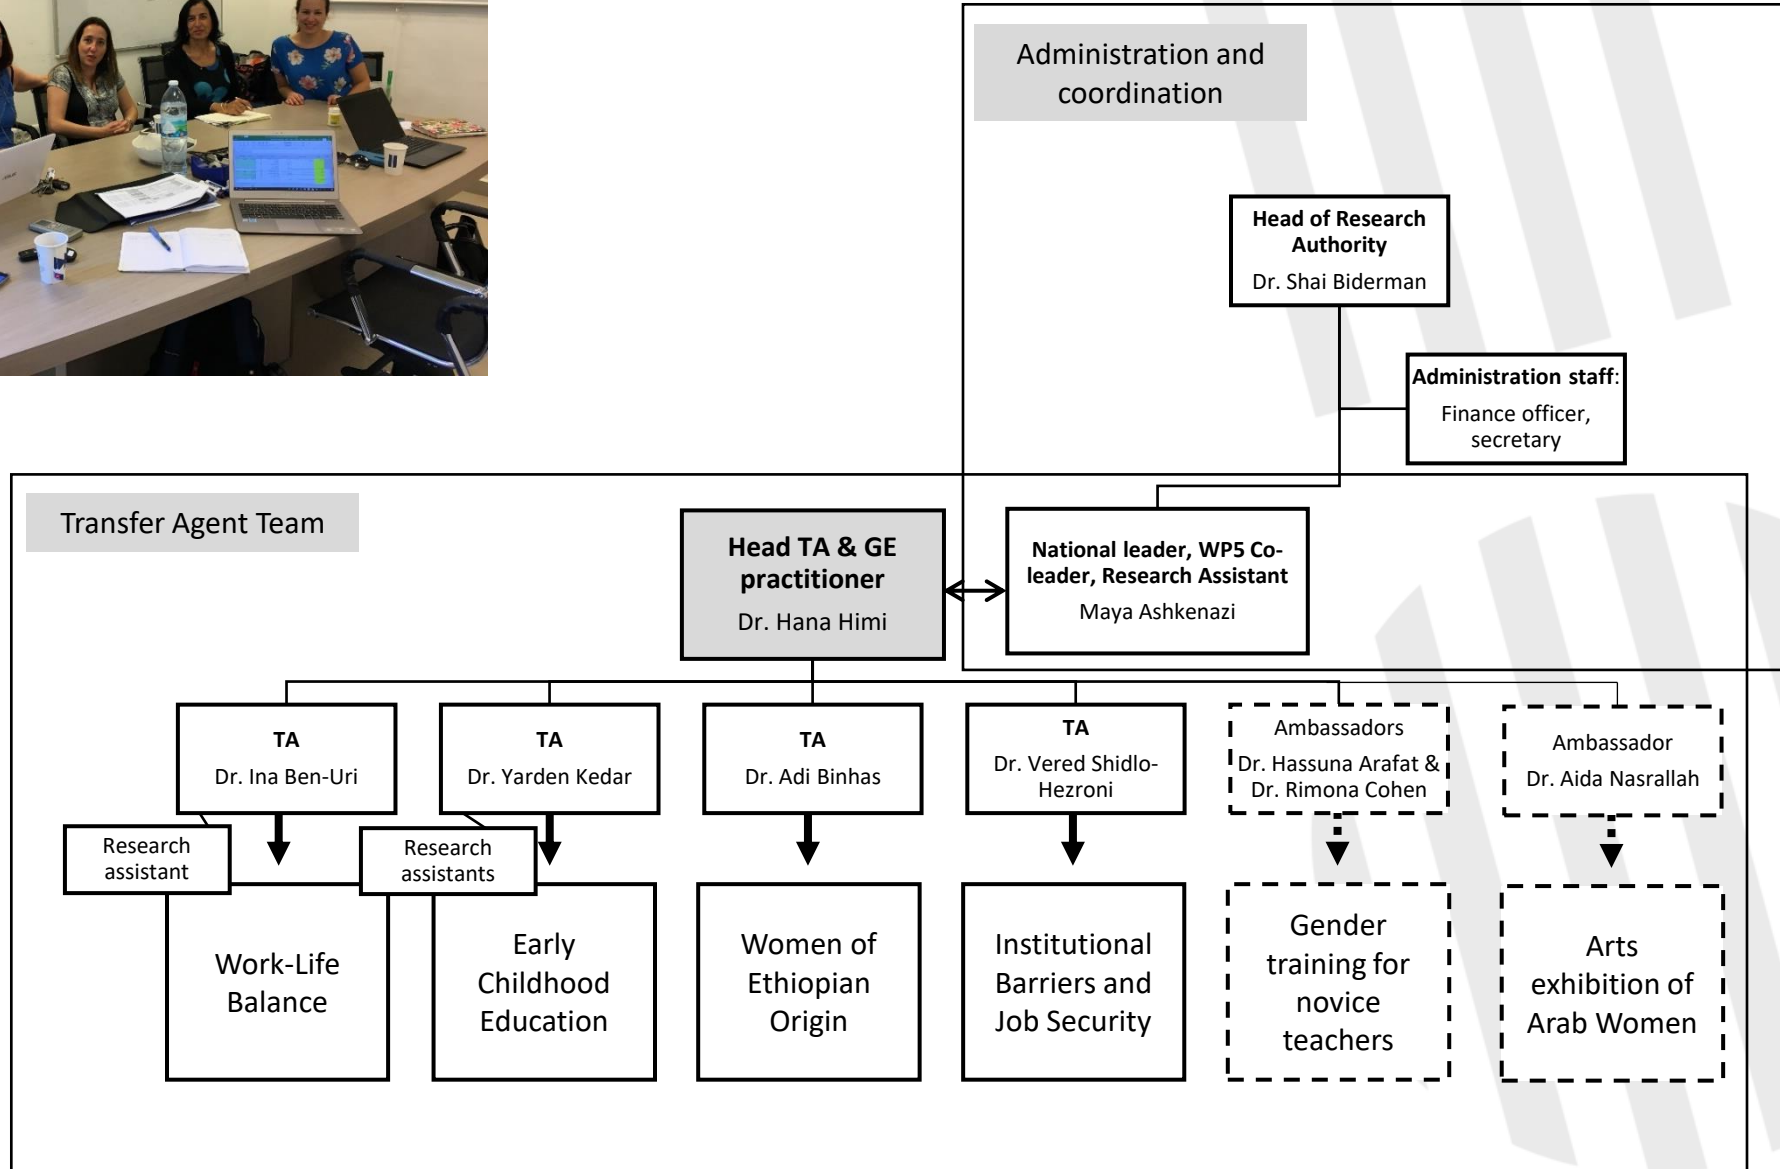 Administration and
coordination
Head of Research
Authority
Dr. Shai Biderman
Administration staff:
Finance officer,
secretary
Transfer Agent Team
Head TA & GE
practitioner
Dr. Hana Himi
National leader, WP5 Co-
leader, Research Assistant
Maya Ashkenazi
TA
Dr. Ina Ben-Uri
TA
Dr. Yarden Kedar
TA
Dr. Adi Binhas
TA
Dr. Vered Shidlo-
Hezroni
Ambassadors
Dr. Hassuna Arafat &
Dr. Rimona Cohen
Ambassador
Dr. Aida Nasrallah
Research
assistant
Research
assistants
Work-Life
Balance
Early
Childhood
Education
Women of
Ethiopian
Origin
Institutional
Barriers and
Job Security
Gender
training for
novice
teachers
Arts
exhibition of
Arab Women